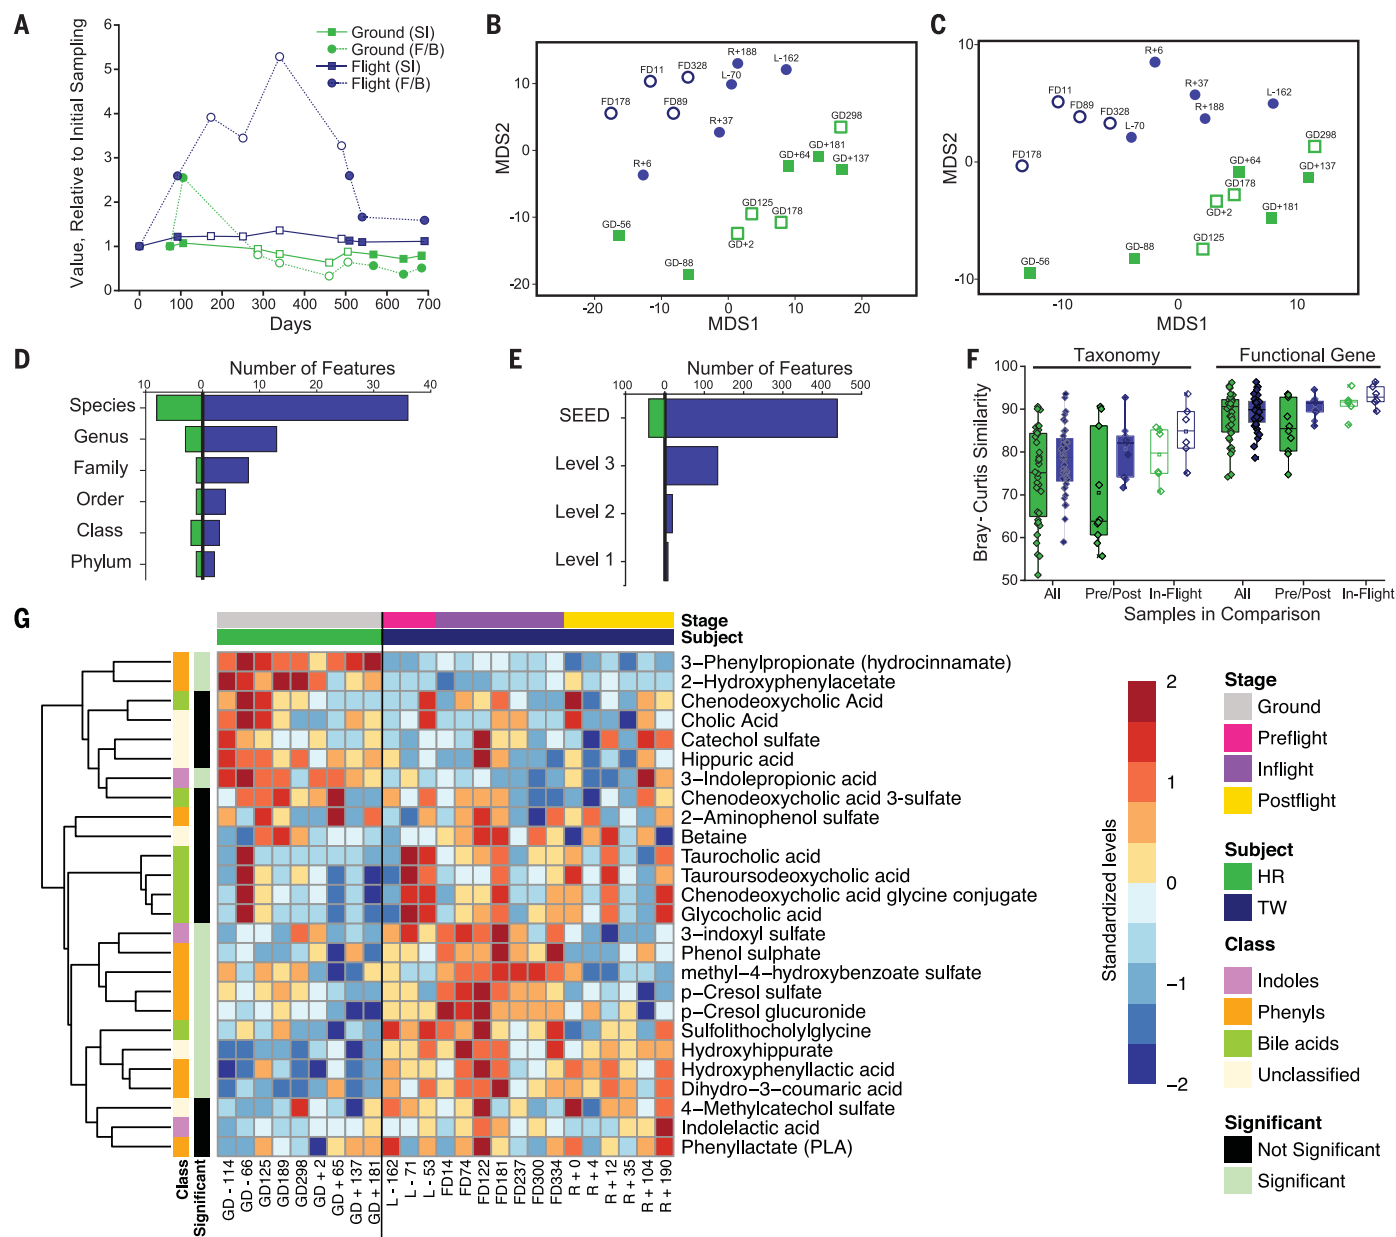 A
Value, Relative to Initial Sampling
6
5
4
3
2
1
0
0
100
200
300
400
500
600
700
Days
Ground (SI)
Ground (F/B)
Flight (SI)
Flight (F/B)
B
MDS2
10
0
-10
-20
-20
-10
0
10
20
MDS1
R+188
L-162
FD11
FD328
L-70
FD178
FD89
R+37
GD298
GD+181
GD+64
GD+137
R+6
GD125
GD178
GD-56
GD+2
GD-88
C
MDS2
10
0
-10
-10
0
10
MDS1
R+6
FD11
R+37
L-162
FD89
R+188
FD328
L-70
GD298
FD178
GD+64
GD+137
GD178
GD+2
GD+181
GD125
GD-88
GD-56
D
Number of Features
10
0
10
20
30
40
Species
Genus
Family
Order
Class
Phylum
E
Number of Features
100
0
100
200
300
400
500
SEED
Level 3
Level 2
Level 1
F
Taxonomy
Functional Gene
Bray-Curtis Similarity
100
90
80
70
60
50
All
Pre/Post
In-Flight
All
Pre/Post
In-Flight
Samples in Comparison
G
Stage
Subject
3-Phenylpropionate (hydrocinnamate)
2-Hydroxyphenylacetate
Chenodeoxycholic Acid
Cholic Acid
Catechol sulfate
Hippuric acid
3-Indolepropionic acid
Chenodeoxycholic acid 3-sulfate
2-Aminophenol sulfate
Betaine
Taurocholic acid
Tauroursodeoxycholic acid
Chenodeoxycholic acid glycine conjugate
Glycocholic acid
3-indoxyl sulfate
Phenol sulphate
methyl-4-hydroxybenzoate sulfate
p-Cresol sulfate
p-Cresol glucuronide
Sulfolithocholylglycine
Hydroxyhippurate
Hydroxyphenyllactic acid
Dihydro-3-coumaric acid
4-Methylcatechol sulfate
Indolelactic acid
Phenyllactate (PLA)
Class
Significant
GD - 114
GD - 66
GD125
GD189
GD298
GD + 2
GD + 65
GD + 137
GD + 181
L - 162
L - 71
L - 53
FD14
FD74
FD122
FD181
FD237
FD300
FD334
R + 0
R + 4
R + 12
R + 35
R + 104
R + 190
Standardized levels
2
1
0
-1
-2
Stage
Ground
Preflight
Inflight
Postflight
Subject
HR
TW
Class
Indoles
Phenyls
Bile acids
Unclassified
Significant
Not Significant
Significant